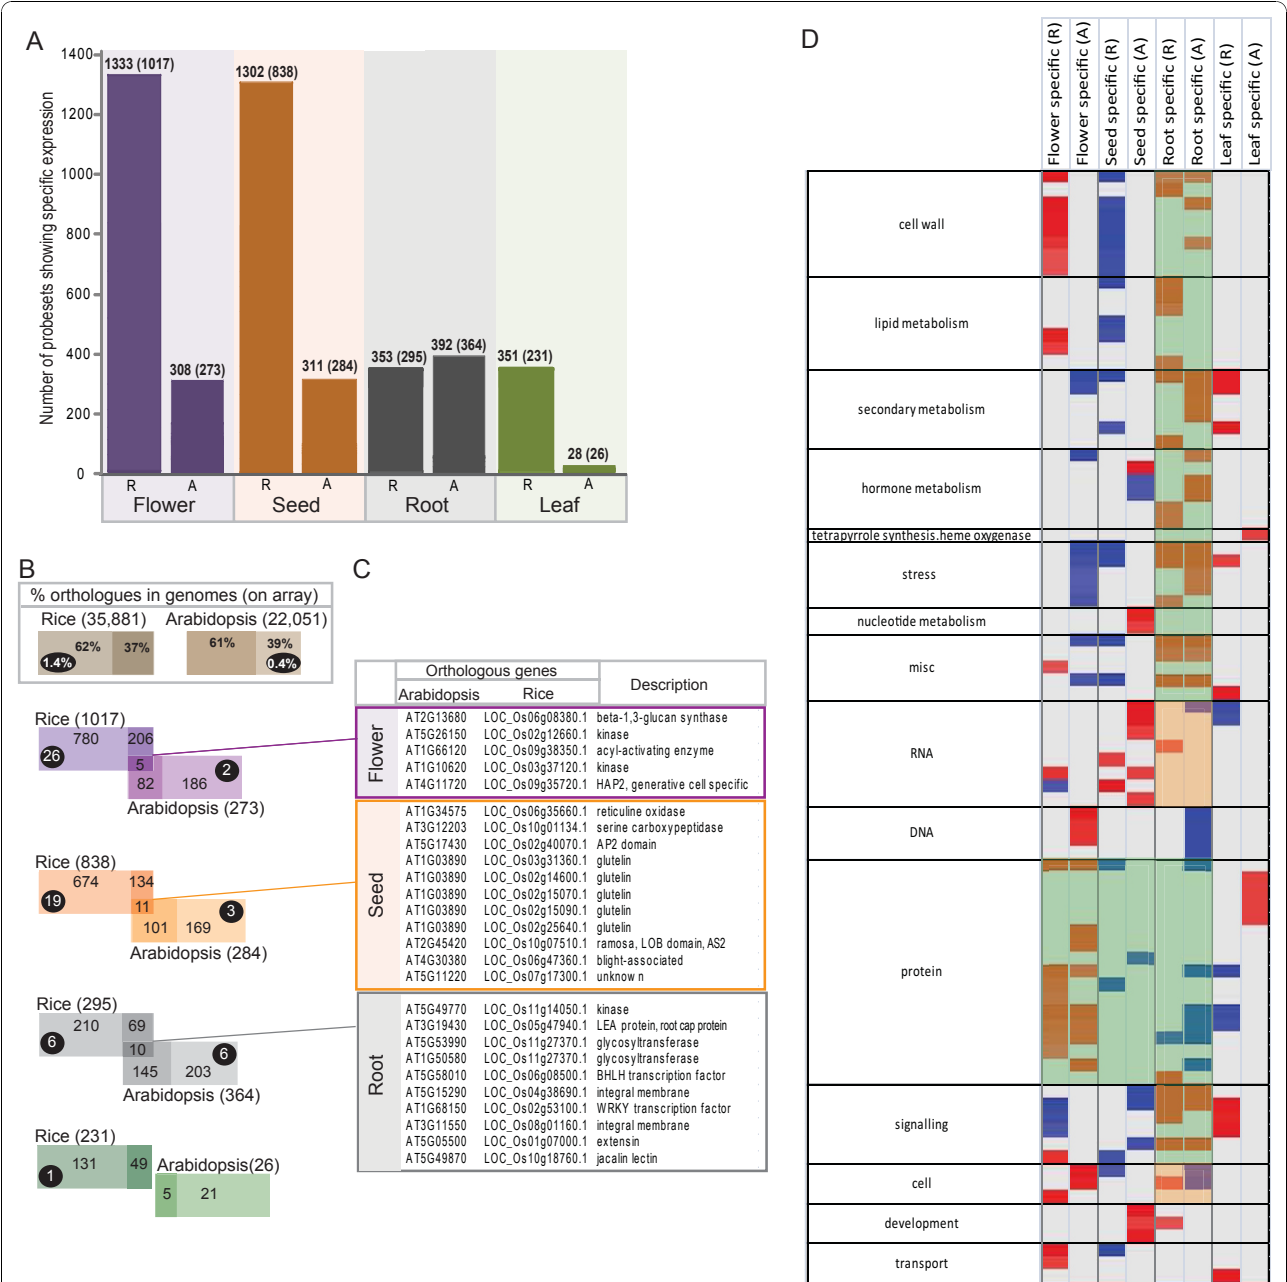 A
Number of probesets showing specific expression
1400
1200
1000
800
600
400
200
0
1333 (1017)
308 (273)
1302 (838)
311 (284)
353 (295)
392 (364)
351 (231)
28 (26)
R A R A R A R A
Flower Seed Root Leaf
B
% orthologues in genomes (on array)
Rice (35,881) Arabidopsis (22,051)
62% 37% 61% 39%
1.4% 0.4%
Rice (1017)
780 206
26
5 2
82 186
Arabidopsis (273)
Rice (838)
674 134
19
11 3
101 169
Arabidopsis (284)
Rice (295)
210 69
6
10 6
145 203
Arabidopsis (364)
Rice (231)
131 49
1
Arabidopsis(26)
5 21
C
Orthologous genes
Description
Arabidopsis Rice
Flower
AT2G13680 LOC_Os06g08380.1 beta-1,3-glucan synthase
AT5G26150 LOC_Os02g12660.1 kinase
AT1G66120 LOC_Os09g38350.1 acyl-activating enzyme
AT1G10620 LOC_Os03g37120.1 kinase
AT4G11720 LOC_Os09g35720.1 HAP2, generative cell specific
Seed
AT1G34575 LOC_Os06g35660.1 reticuline oxidase
AT3G12203 LOC_Os10g01134.1 serine carboxypeptidase
AT5G17430 LOC_Os02g40070.1 AP2 domain
AT1G03890 LOC_Os03g31360.1 glutelin
AT1G03890 LOC_Os02g14600.1 glutelin
AT1G03890 LOC_Os02g15070.1 glutelin
AT1G03890 LOC_Os02g15090.1 glutelin
AT1G03890 LOC_Os02g25640.1 glutelin
AT2G45420 LOC_Os10g07510.1 ramosa, LOB domain, AS2
AT4G30380 LOC_Os06g47360.1 blight-associated
AT5G11220 LOC_Os07g17300.1 unknow n
Root
AT5G49770 LOC_Os11g14050.1 kinase
AT3G19430 LOC_Os05g47940.1 LEA protein, root cap protein
AT5G53990 LOC_Os11g27370.1 glycosyltransferase
AT1G50580 LOC_Os11g27370.1 glycosyltransferase
AT5G58010 LOC_Os06g08500.1 BHLH transcription factor
AT5G15290 LOC_Os04g38690.1 integral membrane
AT1G68150 LOC_Os02g53100.1 WRKY transcription factor
AT3G11550 LOC_Os08g01160.1 integral membrane
AT5G05500 LOC_Os01g07000.1 extensin
AT5G49870 LOC_Os10g18760.1 jacalin lectin
D
Flower specific (R)
Flower specific (A)
Seed specific (R)
Seed specific (A)
Root specific (R)
Root specific (A)
Leaf specific (R)
Leaf specific (A)
cell wall
lipid metabolism
secondary metabolism
hormone metabolism
tetrapyrrole synthesis.heme oxygenase
stress
nucleotide metabolism
misc
RNA
DNA
protein
signalling
cell
development
transport